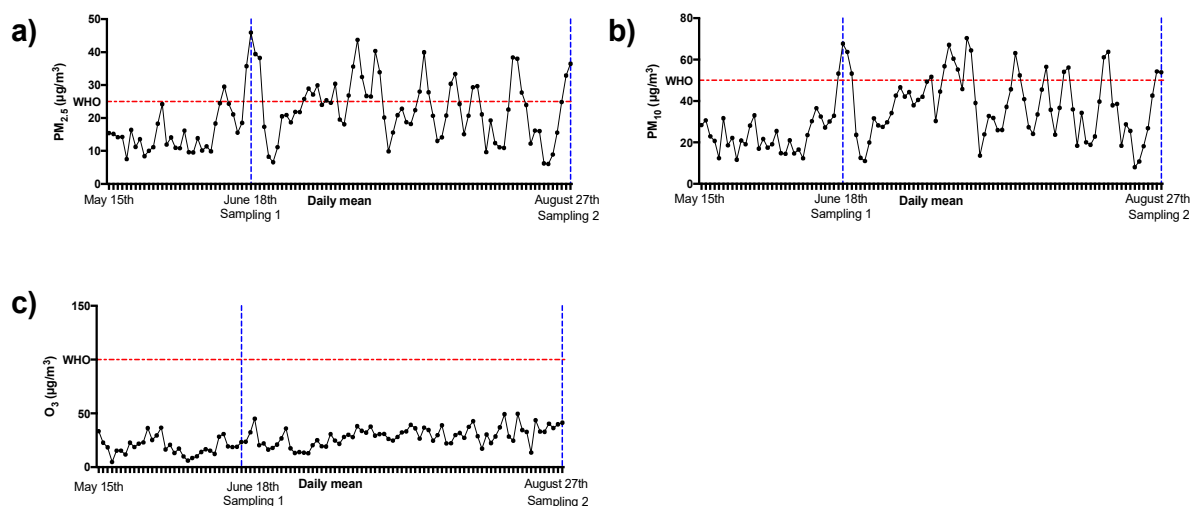 a)
PM2.5 (µg/m³)
50
40
30
WHO
20
10
0
May 15th
June 18th
Sampling 1
Daily mean
August 27th
Sampling 2
b)
PM10 (µg/m³)
80
60
WHO
40
20
0
May 15th
June 18th
Sampling 1
Daily mean
August 27th
Sampling 2
c)
O3 (µg/m³)
150
WHO
50
0
May 15th
June 18th
Sampling 1
Daily mean
August 27th
Sampling 2